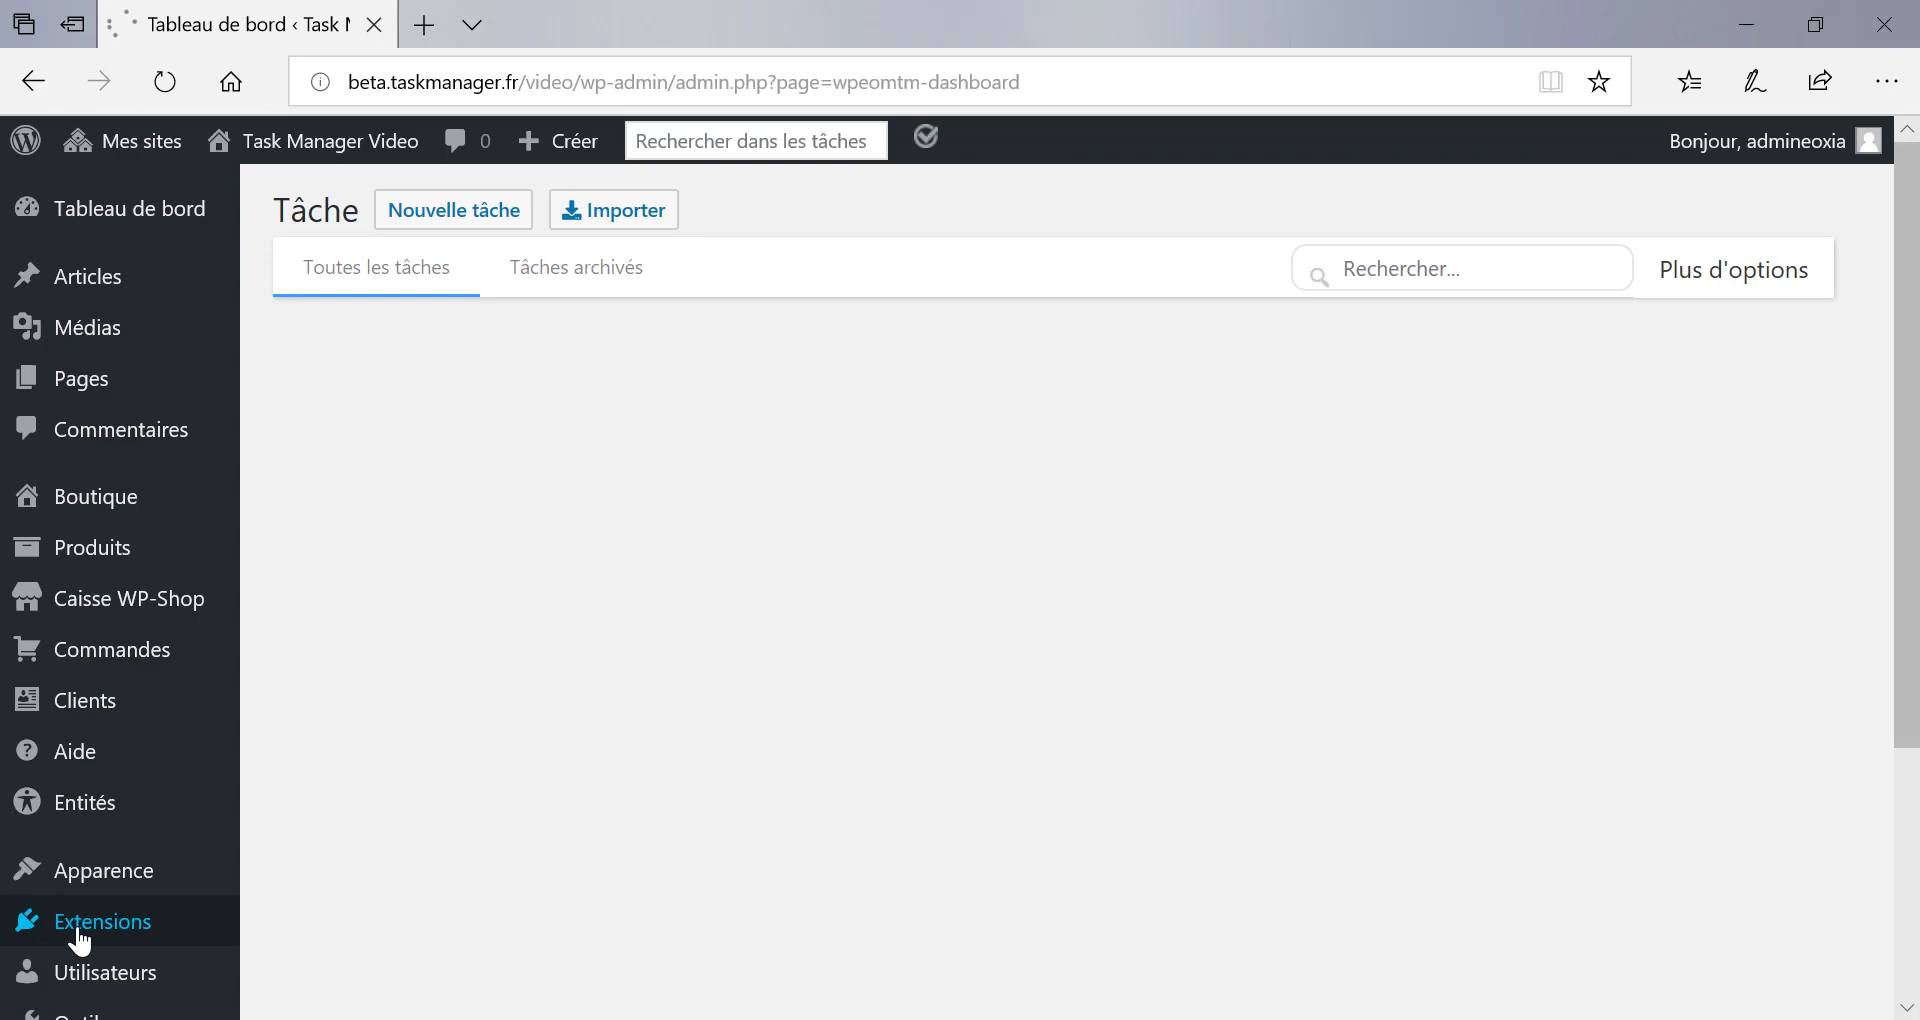 Tableau de bord ‹ Task
beta.taskmanager.fr/video/wp-admin/admin.php?page=wpeomtm-dashboard
Mes sites Task Manager Video 0 Créer Rechercher dans les tâches Bonjour, admineoxia
Tableau de bord
Articles
Médias
Pages
Commentaires
Boutique
Produits
Caisse WP-Shop
Commandes
Clients
Aide
Entités
Apparence
Extensions
Utilisateurs
Tâche Nouvelle tâche Importer
Toutes les tâches Tâches archivés Rechercher... Plus d'options